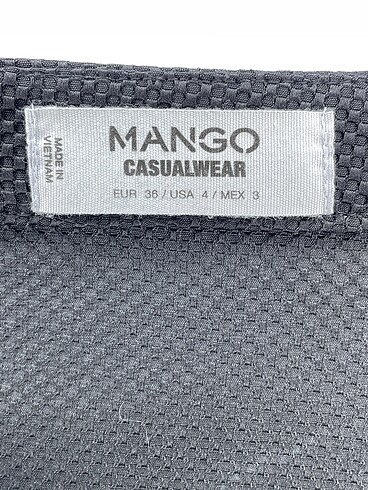 MANGO
CASUALWEAR
EUR 36 / USA 4 / MEX 3
MADE IN
VIETNAM